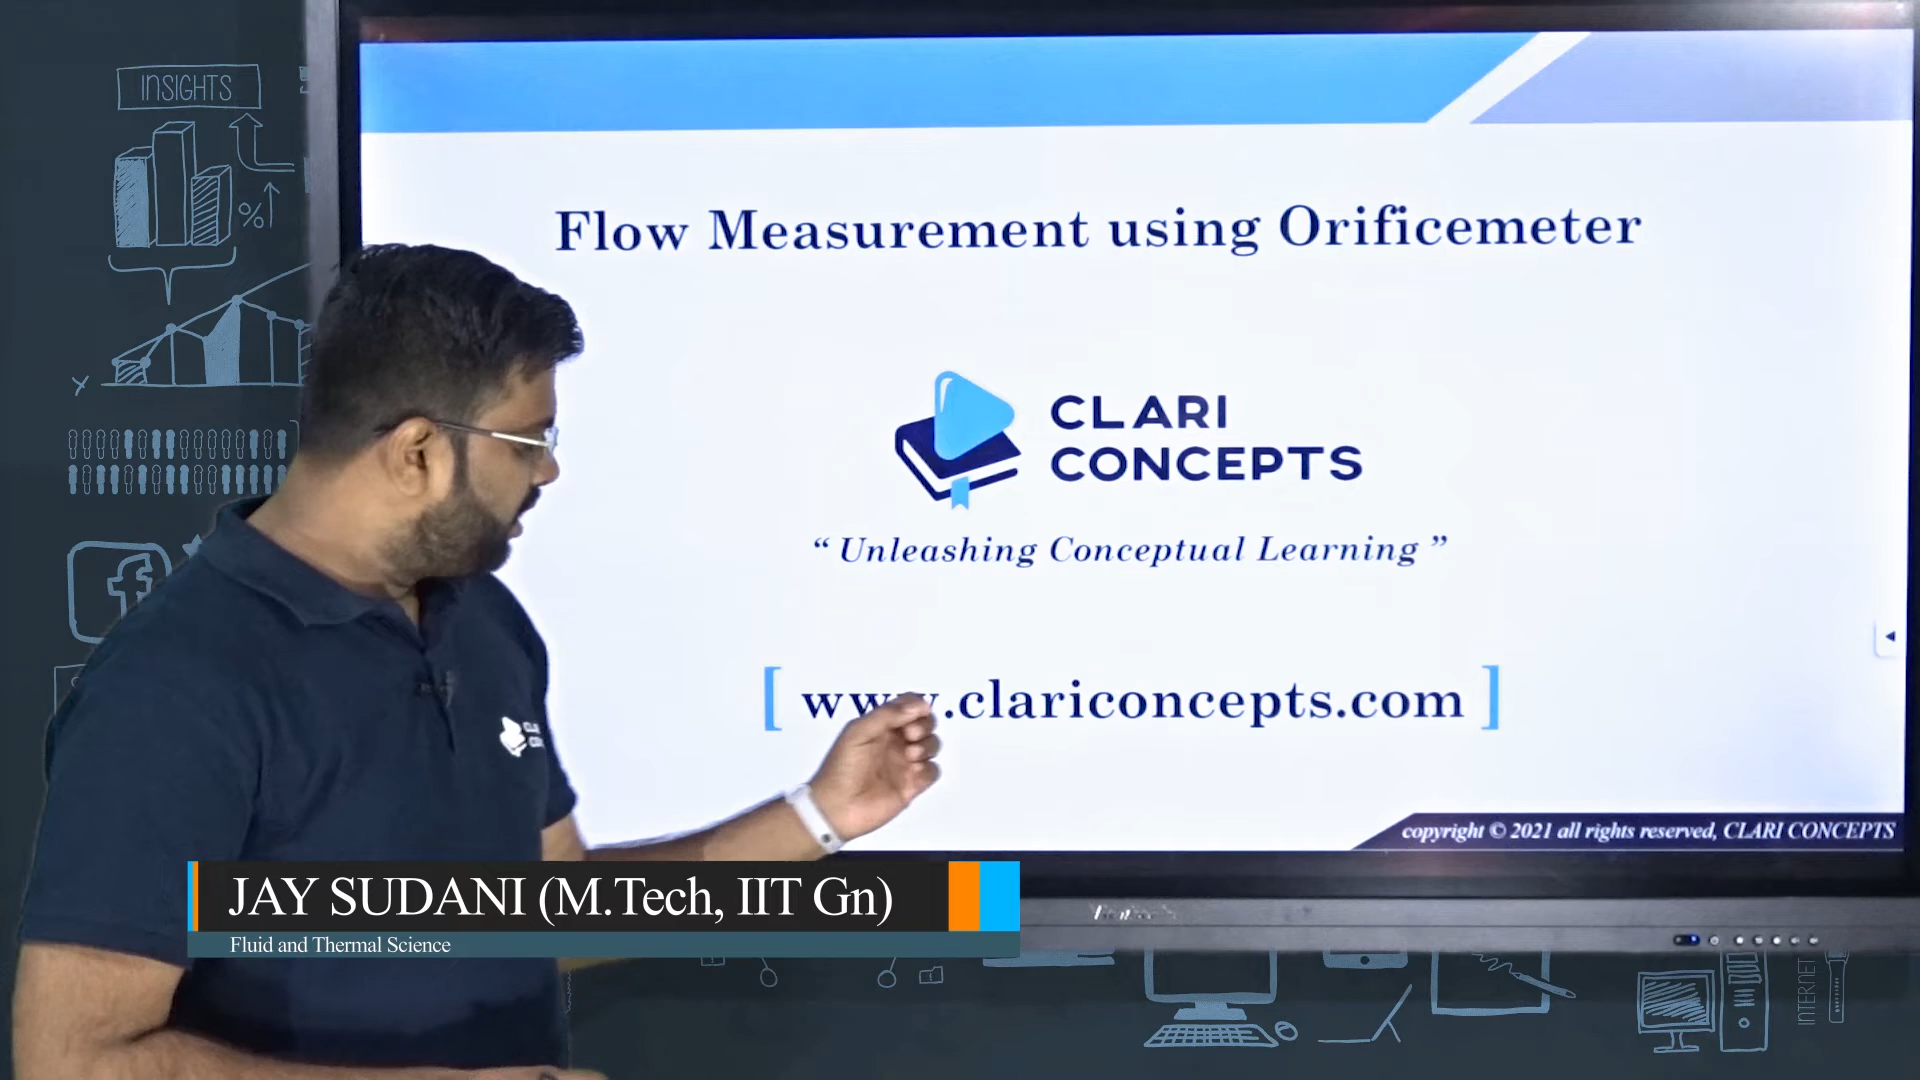 INSIGHTS
%
X
Flow Measurement using Orificemeter
CLARI
CONCEPTS
“ Unleashing Conceptual Learning ”
[ www.clariconcepts.com ]
copyright © 2021 all rights reserved, CLARI CONCEPTS
JAY SUDANI (M.Tech, IIT Gn)
Fluid and Thermal Science
INTERNET